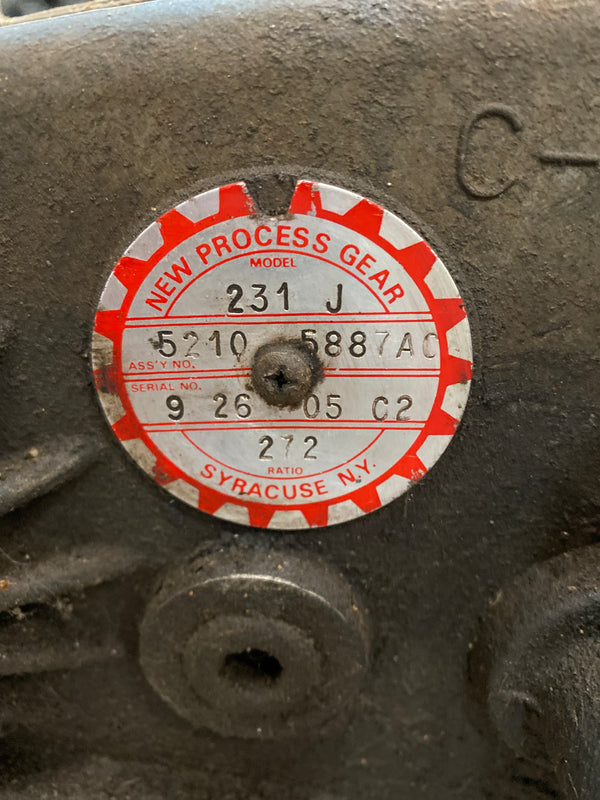 C-
NEW PROCESS GEAR
MODEL
231 J
5210 5887AC
ASS'Y NO.
SERIAL NO.
9 26 05 C2
272
RATIO
SYRACUSE N.Y.